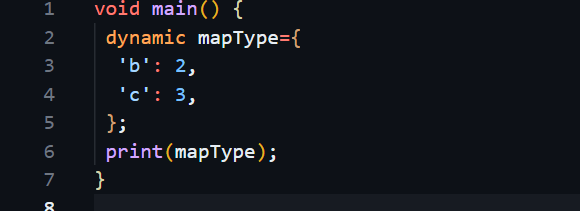 1 void main() {
2  dynamic mapType={
3   'b': 2,
4   'c': 3,
5  };
6  print(mapType);
7 }
8